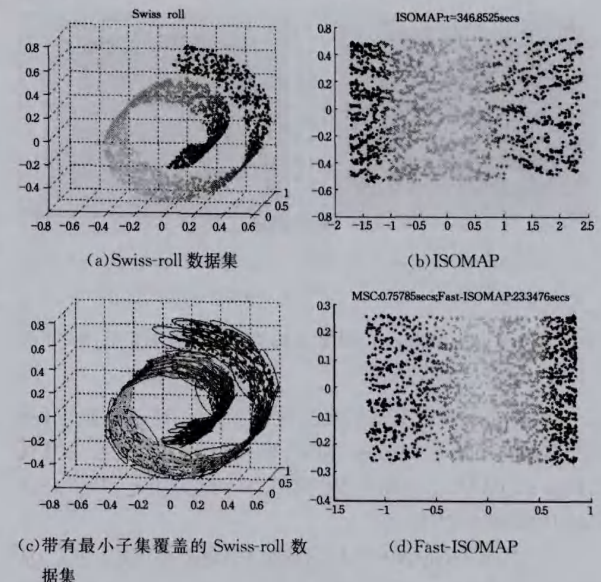 Swiss roll
0.8
0.6
0.4
0.2
0
-0.2
-0.4
-0.8 -0.6 -0.4 -0.2 0 0.2 0.4 0.6
0 0.5 1
(a)Swiss-roll 数据集
ISOMAP:t=346.8525secs
0.8
0.6
0.4
0.2
0
-0.2
-0.4
-0.6
0.8
-2 -1.5 -1 -0.5 0 0.5 1 1.5 2 2.5
(b)ISOMAP
0.8
0.6
0.4
0.2
0
-0.2
-0.4
-0.8 -0.6 -0.4 -0.2 0 0.2 0.4 0.6
0 0.5 1
(c)带有最小子集覆盖的 Swiss-roll 数
据集
MSC:0.75785secs;Fast-ISOMAP:23.3476secs
0.3
0.2
0.1
0
-0.1
-0.2
-0.3
0.4
-1.5 -1 -0.5 0 0.5 1
(d)Fast-ISOMAP